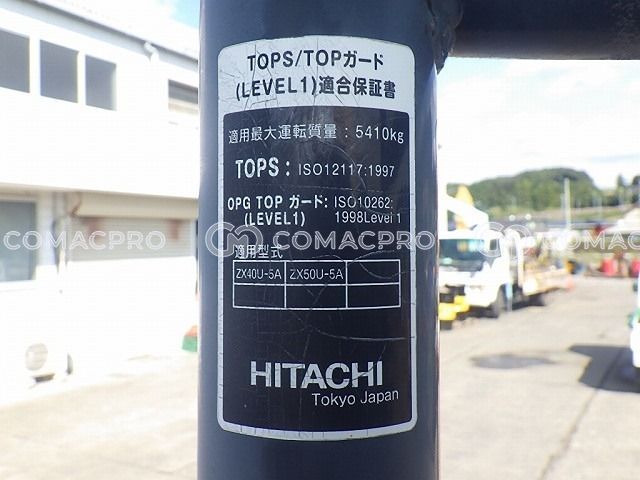 TOPS/TOPガード
(LEVEL1)適合保証書
適用最大運転質量：5410kg
TOPS：ISO12117:1997
OPG TOP ガード：ISO10262:
(LEVEL1) 1998Level 1
COMACPRO COMACPRO COMACPRO
適用型式
ZX40U-5A ZX50U-5A
HITACHI
Tokyo Japan